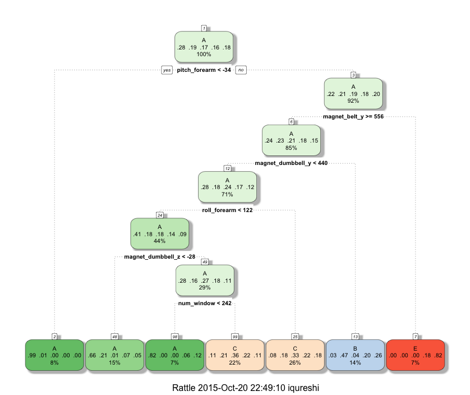 1
A
.28 .19 .17 .16 .18
100%
yes pitch_forearm < -34 no
3
A
.22 .21 .19 .18 .20
92%
magnet_belt_y >= 556
6
A
.24 .23 .21 .18 .15
85%
magnet_dumbbell_y < 440
12
A
.28 .18 .24 .17 .12
71%
roll_forearm < 122
24
A
.41 .18 .18 .14 .09
44%
magnet_dumbbell_z < -28
49
A
.28 .16 .27 .18 .11
29%
num_window < 242
2 48 98 99 25 13 7
A A A C C B E
.99 .01 .00 .00 .00 .66 .21 .01 .07 .05 .82 .00 .00 .06 .12 .11 .21 .36 .22 .11 .08 .18 .33 .22 .18 .03 .47 .04 .20 .26 .00 .00 .00 .18 .82
8% 15% 7% 22% 26% 14% 7%
Rattle 2015-Oct-20 22:49:10 iqureshi